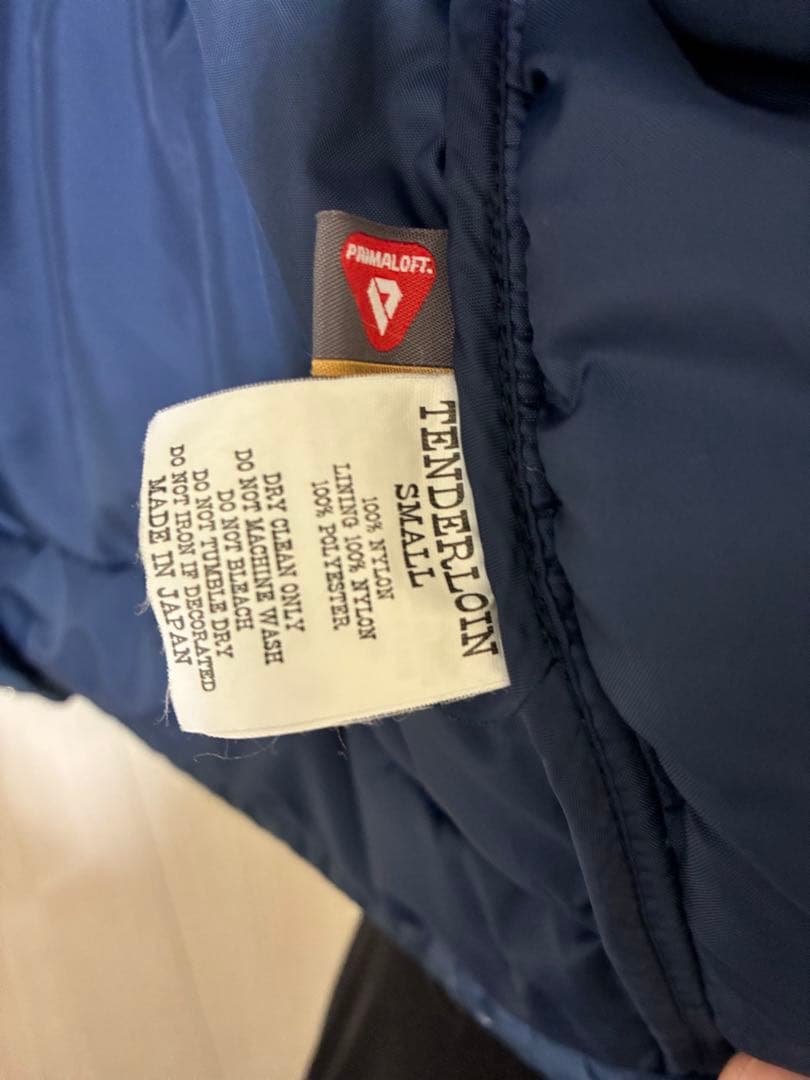 PRIMALOFT
TENDERLOIN
SMALL
100% NYLON
LINING 100% NYLON
100% POLYESTER
DRY CLEAN ONLY
DO NOT MACHINE WASH
DO NOT BLEACH
DO NOT TUMBLE DRY
DO NOT IRON IF DECORATED
MADE IN JAPAN